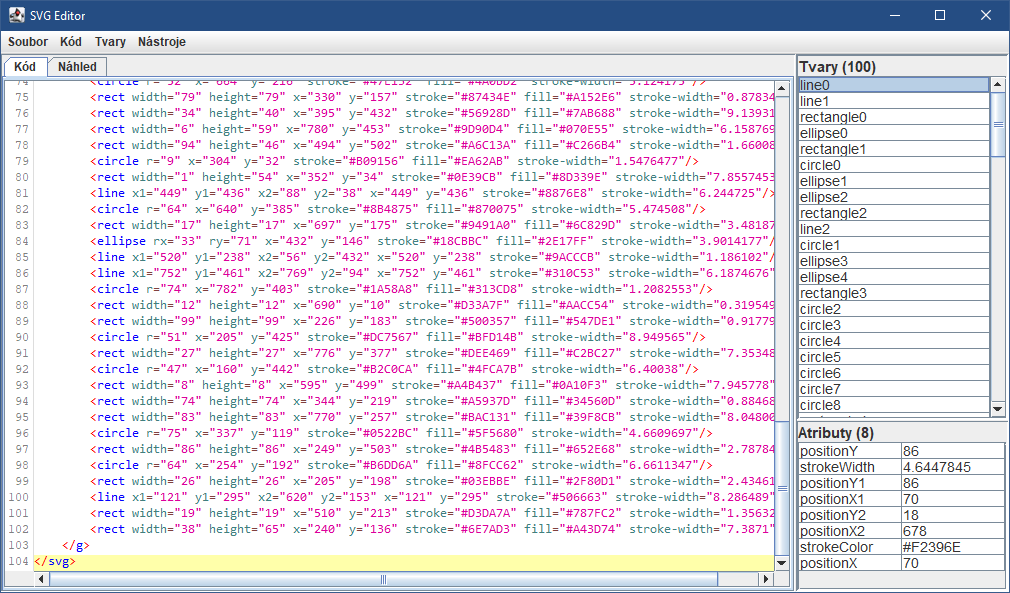 SVG Editor
Soubor Kód Tvary Nástroje
Kód Náhled
75 <rect width="79" height="79" x="330" y="157" stroke="#87434E" fill="#A152E6" stroke-width="0.87834
76 <rect width="34" height="40" x="395" y="432" stroke="#56928D" fill="#7AB688" stroke-width="9.13931
77 <rect width="6" height="59" x="780" y="453" stroke="#9D90D4" fill="#070E55" stroke-width="6.158769
78 <rect width="94" height="46" x="494" y="502" stroke="#A6C13A" fill="#C266B4" stroke-width="1.66008
79 <circle r="9" x="304" y="32" stroke="#B09156" fill="#EA62AB" stroke-width="1.5476477"/>
80 <rect width="1" height="54" x="352" y="34" stroke="#0E39CB" fill="#8D339E" stroke-width="7.8557453
81 <line x1="449" y1="436" x2="88" y2="38" x="449" y="436" stroke="#8876E8" stroke-width="6.244725"/>
82 <circle r="64" x="640" y="385" stroke="#8B4875" fill="#870075" stroke-width="5.474508"/>
83 <rect width="17" height="17" x="697" y="175" stroke="#9491A0" fill="#6C829D" stroke-width="3.48187
84 <ellipse rx="33" ry="71" x="432" y="146" stroke="#18CBBC" fill="#2E17FF" stroke-width="3.9014177"/
85 <line x1="520" y1="238" x2="56" y2="432" x="520" y="238" stroke="#9ACCCB" stroke-width="1.186102"/
86 <line x1="752" y1="461" x2="769" y2="94" x="752" y="461" stroke="#310C53" stroke-width="6.1874676"
87 <circle r="74" x="782" y="403" stroke="#1A58A8" fill="#313CD8" stroke-width="1.2082553"/>
88 <rect width="12" height="12" x="690" y="10" stroke="#D33A7F" fill="#AACC54" stroke-width="0.319549
89 <rect width="99" height="99" x="226" y="183" stroke="#500357" fill="#547DE1" stroke-width="0.91779
90 <circle r="51" x="205" y="425" stroke="#DC7567" fill="#BFD14B" stroke-width="8.949565"/>
91 <rect width="27" height="27" x="776" y="377" stroke="#DEE469" fill="#C2BC27" stroke-width="7.35348
92 <circle r="47" x="160" y="442" stroke="#B2C0CA" fill="#4FCA7B" stroke-width="6.40038"/>
93 <rect width="8" height="8" x="595" y="499" stroke="#A4B437" fill="#0A10F3" stroke-width="7.945778"
94 <rect width="74" height="74" x="344" y="219" stroke="#A5937D" fill="#34560D" stroke-width="0.88468
95 <rect width="83" height="83" x="770" y="257" stroke="#BAC131" fill="#39F8CB" stroke-width="8.04800
96 <circle r="75" x="337" y="119" stroke="#0522BC" fill="#5F5680" stroke-width="4.6609697"/>
97 <rect width="86" height="86" x="249" y="503" stroke="#4B5483" fill="#652E68" stroke-width="2.78784
98 <circle r="64" x="254" y="192" stroke="#B6DD6A" fill="#8FCC62" stroke-width="6.6611347"/>
99 <rect width="26" height="26" x="205" y="198" stroke="#03EBBE" fill="#2F80D1" stroke-width="2.43461
100 <line x1="121" y1="295" x2="620" y2="153" x="121" y="295" stroke="#506663" stroke-width="8.286489"
101 <rect width="19" height="19" x="510" y="213" stroke="#D3DA7A" fill="#787FC2" stroke-width="1.35632
102 <rect width="38" height="65" x="240" y="136" stroke="#6E7AD3" fill="#A43D74" stroke-width="7.3871"
103 </g>
104 </svg>
Tvary (100)
line0
line1
rectangle0
ellipse0
rectangle1
circle0
ellipse1
ellipse2
rectangle2
line2
circle1
ellipse3
ellipse4
rectangle3
circle2
circle3
circle4
circle5
circle6
circle7
circle8
Atributy (8)
positionY 86
strokeWidth 4.6447845
positionY1 86
positionX1 70
positionY2 18
positionX2 678
strokeColor #F2396E
positionX 70